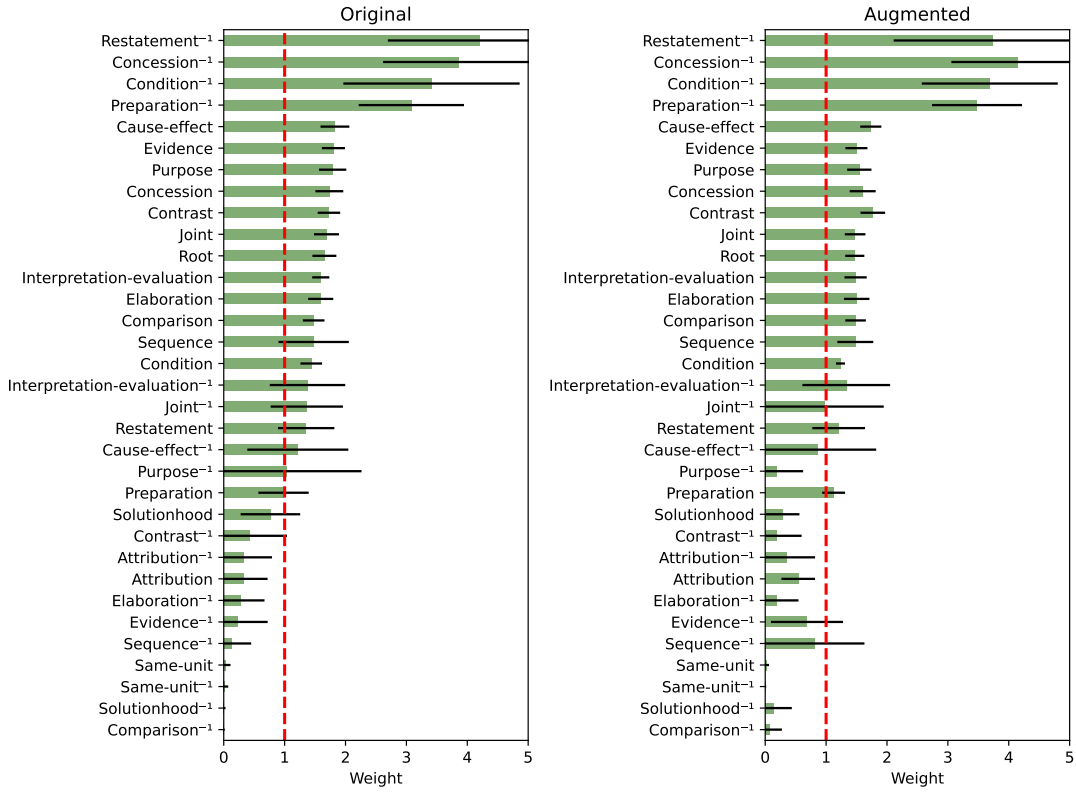 Original
Restatement⁻¹
Concession⁻¹
Condition⁻¹
Preparation⁻¹
Cause-effect
Evidence
Purpose
Concession
Contrast
Joint
Root
Interpretation-evaluation
Elaboration
Comparison
Sequence
Condition
Interpretation-evaluation⁻¹
Joint⁻¹
Restatement
Cause-effect⁻¹
Purpose⁻¹
Preparation
Solutionhood
Contrast⁻¹
Attribution⁻¹
Attribution
Elaboration⁻¹
Evidence⁻¹
Sequence⁻¹
Same-unit
Same-unit⁻¹
Solutionhood⁻¹
Comparison⁻¹
0 1 2 3 4 5
Weight
Augmented
Restatement⁻¹
Concession⁻¹
Condition⁻¹
Preparation⁻¹
Cause-effect
Evidence
Purpose
Concession
Contrast
Joint
Root
Interpretation-evaluation
Elaboration
Comparison
Sequence
Condition
Interpretation-evaluation⁻¹
Joint⁻¹
Restatement
Cause-effect⁻¹
Purpose⁻¹
Preparation
Solutionhood
Contrast⁻¹
Attribution⁻¹
Attribution
Elaboration⁻¹
Evidence⁻¹
Sequence⁻¹
Same-unit
Same-unit⁻¹
Solutionhood⁻¹
Comparison⁻¹
0 1 2 3 4 5
Weight